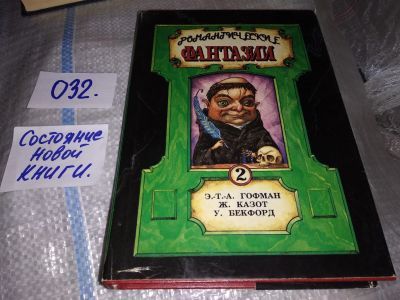 032.
Состояние
Новой
КНИГИ.
РОМАНТИЧЕСКИЕ
ФАНТАЗИИ
2
Э.-Т.-А. ГОФМАН
Ж. КАЗОТ
У. БЕКФОРД